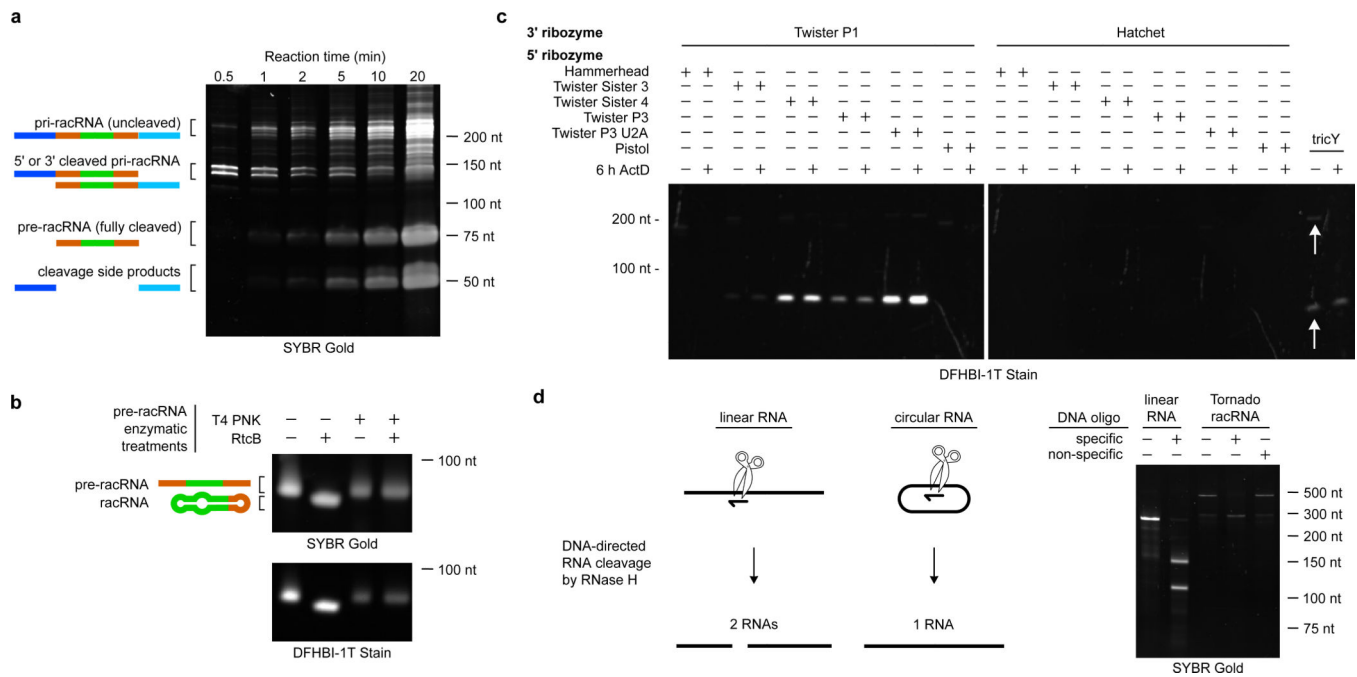 a
Reaction time (min)
0.5 1 2 5 10 20
pri-racRNA (uncleaved)
5' or 3' cleaved pri-racRNA
pre-racRNA (fully cleaved)
cleavage side products
200 nt
150 nt
100 nt
75 nt
50 nt
SYBR Gold
b
pre-racRNA
enzymatic
treatments
T4 PNK − − + +
RtcB − + − +
pre-racRNA
racRNA
100 nt
SYBR Gold
100 nt
DFHBI-1T Stain
c
3' ribozyme Twister P1 Hatchet
5' ribozyme
Hammerhead + + − − − − − − − − − − + + − − − − − − − − − −
Twister Sister 3 − − + + − − − − − − − − − − + + − − − − − − − −
Twister Sister 4 − − − − + + − − − − − − − − − − + + − − − − − −
Twister P3 − − − − − − + + − − − − − − − − − − + + − − − −
Twister P3 U2A − − − − − − − − + + − − − − − − − − − − + + − −
Pistol − − − − − − − − − − + + − − − − − − − − − − + + tricY
6 h ActD − + − + − + − + − + − + − + − + − + − + − + − + − +
200 nt -
100 nt -
DFHBI-1T Stain
d
linear RNA
circular RNA
DNA-directed
RNA cleavage
by RNase H
2 RNAs
1 RNA
linear
RNA
Tornado
racRNA
DNA oligo
specific − + − + −
non-specific − − − − +
500 nt
300 nt
200 nt
150 nt
100 nt
75 nt
SYBR Gold